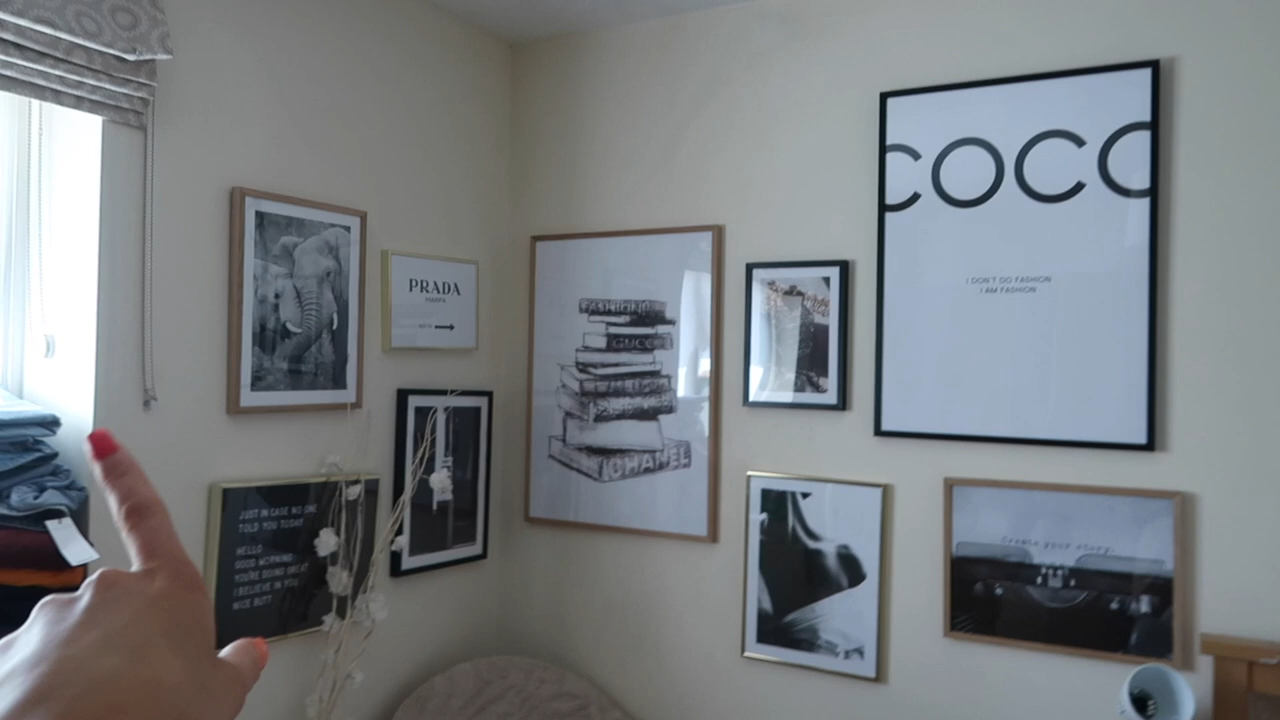 PRADA
MARFA
JUST IN CASE NO ONE
TOLD YOU TODAY
HELLO
GOOD MORNING
YOU'RE DOING GREAT
I BELIEVE IN YOU
NICE BUTT
GUCCI
CHANEL
COCO
I DON'T DO FASHION
I AM FASHION
Create your story.